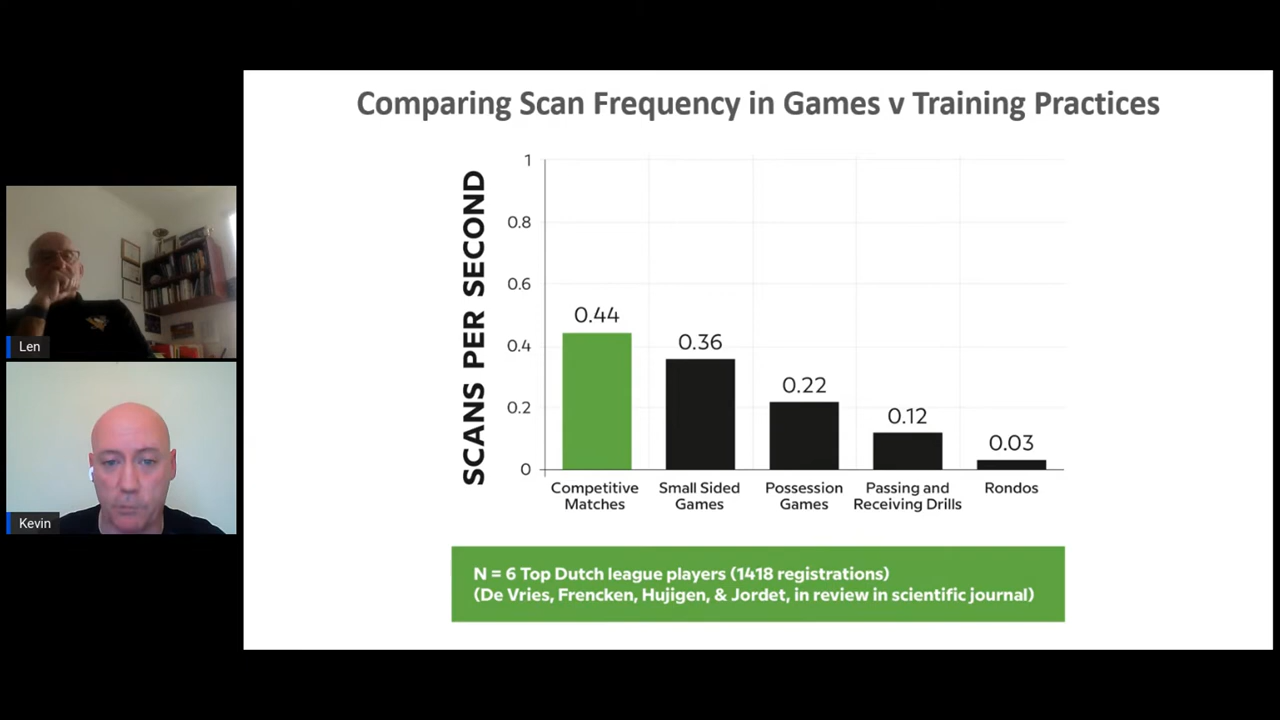 Comparing Scan Frequency in Games v Training Practices
SCANS PER SECOND
1
0.8
0.6
0.4
0.2
0
0.44
0.36
0.22
0.12
0.03
Competitive
Matches
Small Sided
Games
Possession
Games
Passing and
Receiving Drills
Rondos
N = 6 Top Dutch league players (1418 registrations)
(De Vries, Frencken, Hujigen, & Jordet, in review in scientific journal)
Len
Kevin